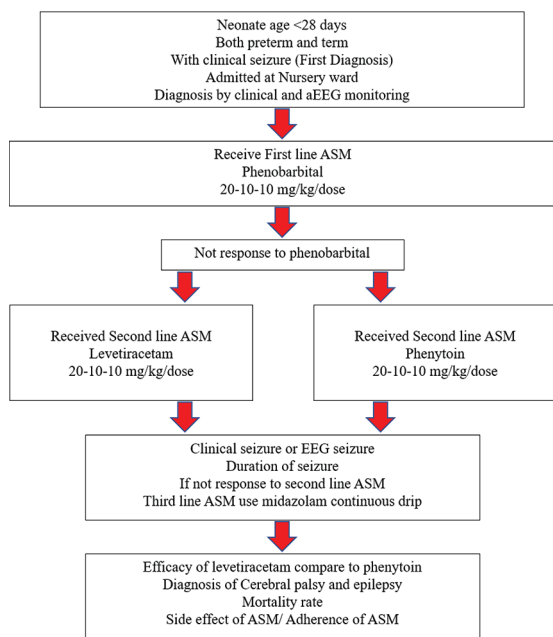 Neonate age <28 days
Both preterm and term
With clinical seizure (First Diagnosis)
Admitted at Nursery ward
Diagnosis by clinical and aEEG monitoring
Receive First line ASM
Phenobarbital
20-10-10 mg/kg/dose
Not response to phenobarbital
Received Second line ASM
Levetiracetam
20-10-10 mg/kg/dose
Received Second line ASM
Phenytoin
20-10-10 mg/kg/dose
Clinical seizure or EEG seizure
Duration of seizure
If not response to second line ASM
Third line ASM use midazolam continuous drip
Efficacy of levetiracetam compare to phenytoin
Diagnosis of Cerebral palsy and epilepsy
Mortality rate
Side effect of ASM/ Adherence of ASM